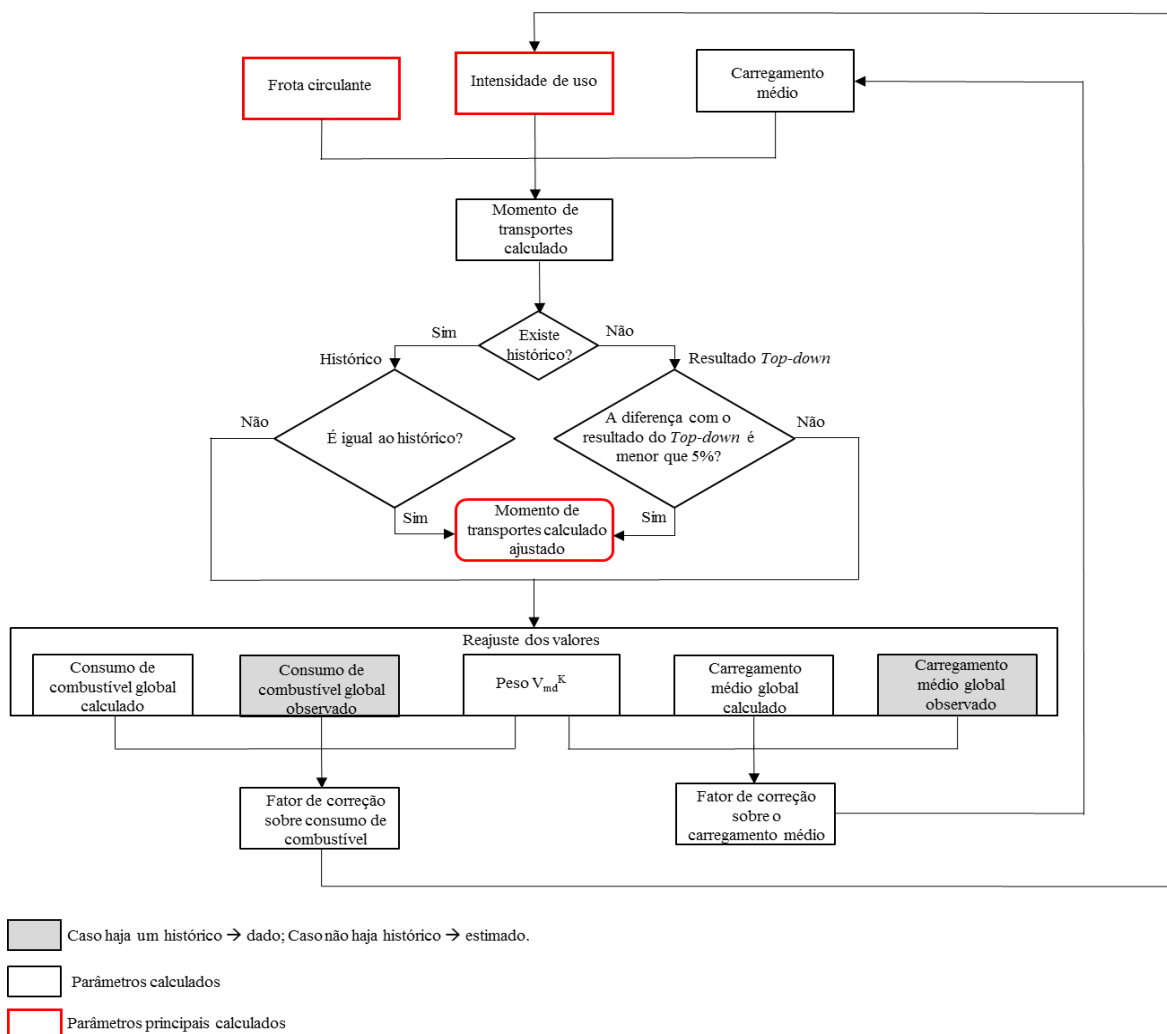 Frota circulante
Intensidade de uso
Carregamento
médio
Momento de
transportes
calculado
Sim
Existe
histórico?
Não
Histórico
Resultado Top-down
Não
É igual ao histórico?
A diferença com o
resultado do Top-down é
menor que 5%?
Não
Sim
Momento de
transportes calculado
ajustado
Sim
Reajuste dos valores
Consumo de
combustível global
calculado
Consumo de
combustível global
observado
Peso Vmd^K
Carregamento
médio global
calculado
Carregamento
médio global
observado
Fator de correção
sobre consumo de
combustível
Fator de correção
sobre o
carregamento médio
Caso haja um histórico → dado; Caso não haja histórico → estimado.
Parâmetros calculados
Parâmetros principais calculados